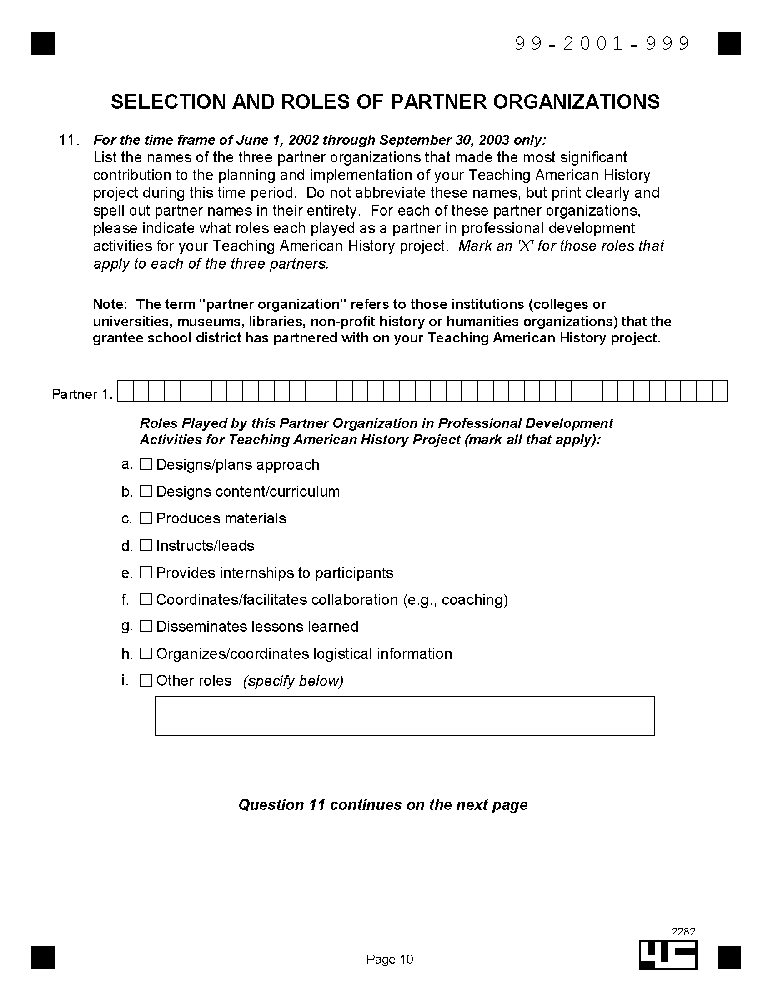 99-2001-999
SELECTION AND ROLES OF PARTNER ORGANIZATIONS
11. For the time frame of June 1, 2002 through September 30, 2003 only:
List the names of the three partner organizations that made the most significant
contribution to the planning and implementation of your Teaching American History
project during this time period. Do not abbreviate these names, but print clearly and
spell out partner names in their entirety. For each of these partner organizations,
please indicate what roles each played as a partner in professional development
activities for your Teaching American History project. Mark an 'X' for those roles that
apply to each of the three partners.
Note: The term "partner organization" refers to those institutions (colleges or
universities, museums, libraries, non-profit history or humanities organizations) that the
grantee school district has partnered with on your Teaching American History project.
Partner 1.
Roles Played by this Partner Organization in Professional Development
Activities for Teaching American History Project (mark all that apply):
a. Designs/plans approach
b. Designs content/curriculum
c. Produces materials
d. Instructs/leads
e. Provides internships to participants
f. Coordinates/facilitates collaboration (e.g., coaching)
g. Disseminates lessons learned
h. Organizes/coordinates logistical information
i. Other roles (specify below)
Question 11 continues on the next page
2282
Page 10